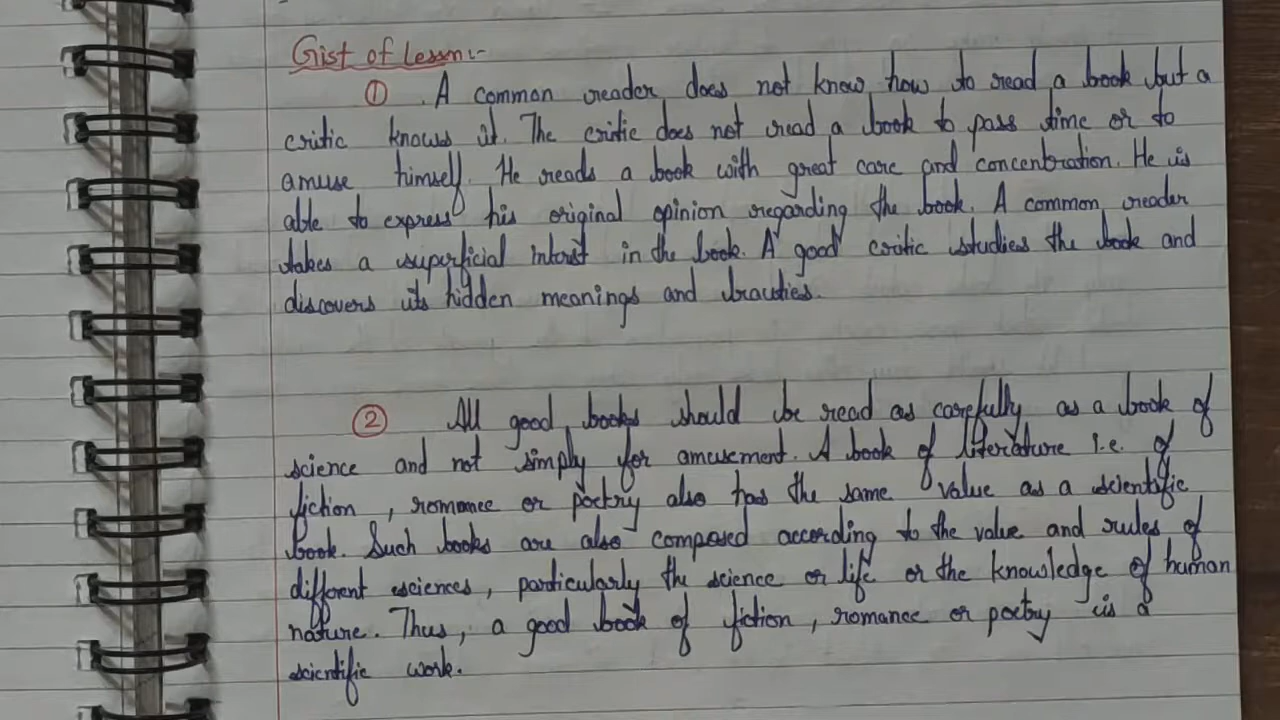 Gist of lesson:-
① A common reader does not know how to read a book but a
critic knows it. The critic does not read a book to pass time or to
amuse himself. He reads a book with great care and concentration. He is
able to express his original opinion regarding the book. A common reader
takes a superficial interest in the book. A good critic studies the book and
discovers its hidden meanings and beauties.
② All good books should be read as carefully as a book of
science and not simply for amusement. A book of literature i.e. of
fiction, romance or poetry also has the same value as a scientific
book. Such books are also composed according to the value and rules of
different sciences, particularly the science or life or the knowledge of human
nature. Thus, a good book of fiction, romance or poetry is a
scientific work.